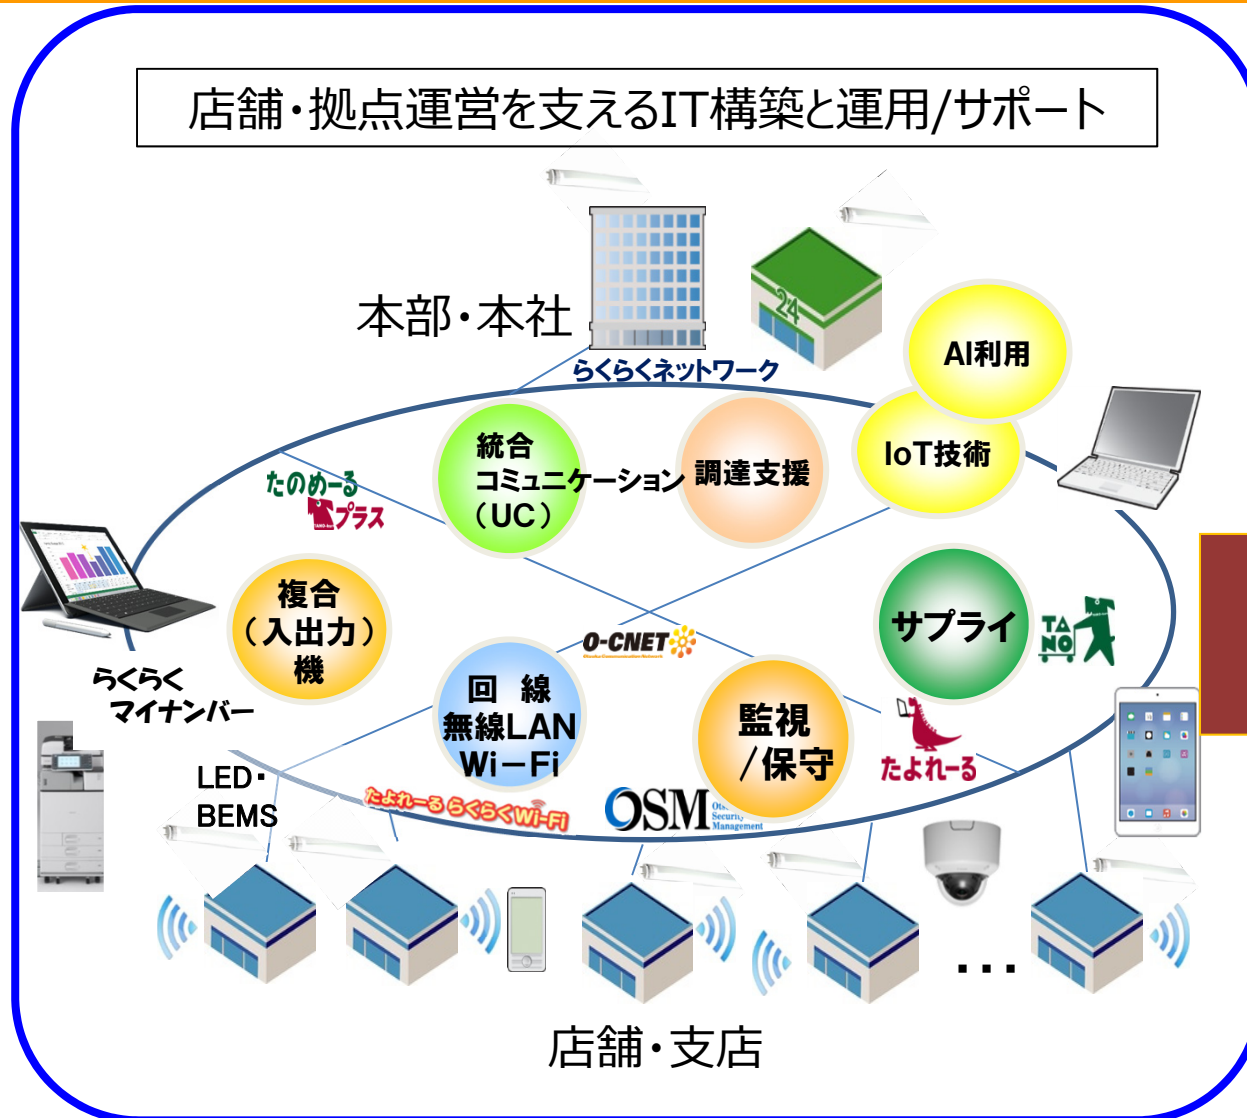 店舗・拠点運営を支えるIT構築と運用/サポート
本部・本社
24
らくらくネットワーク
AI利用
IoT技術
統合
コミュニケーション
（UC）
調達支援
たのめーる
プラス
複合
（入出力）
機
サプライ
TA
NO
O-CNET
らくらく
マイナンバー
回 線
無線LAN
Wi－Fi
監視
/保守
たよれーる
LED・
BEMS
たよれーる らくらくWi-Fi
OSM
Security
Management
...
店舗・支店